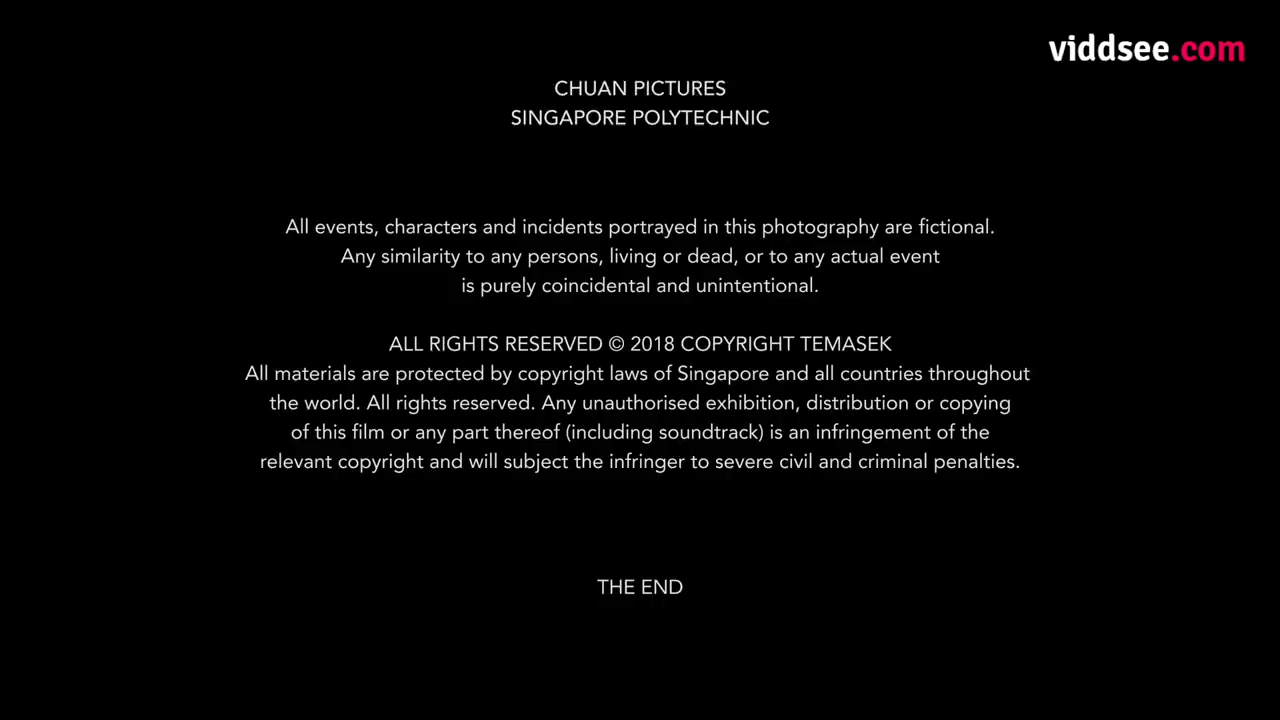 viddsee.com
CHUAN PICTURES
SINGAPORE POLYTECHNIC
All events, characters and incidents portrayed in this photography are fictional.
Any similarity to any persons, living or dead, or to any actual event
is purely coincidental and unintentional.
ALL RIGHTS RESERVED © 2018 COPYRIGHT TEMASEK
All materials are protected by copyright laws of Singapore and all countries throughout
the world. All rights reserved. Any unauthorised exhibition, distribution or copying
of this film or any part thereof (including soundtrack) is an infringement of the
relevant copyright and will subject the infringer to severe civil and criminal penalties.
THE END